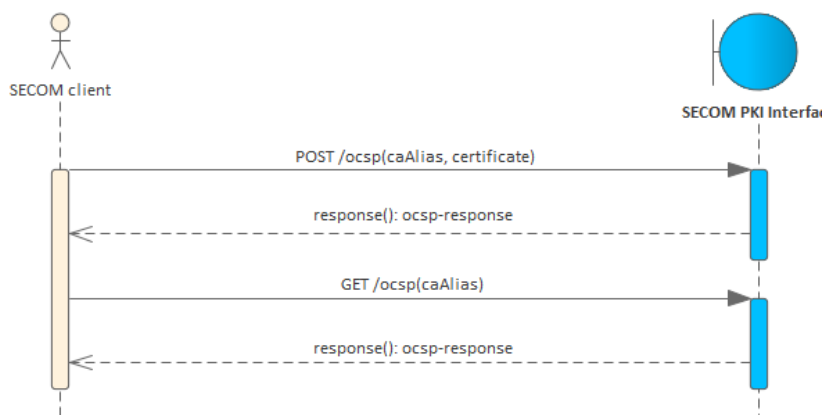 SECOM client
SECOM PKI Interfac
POST /ocsp(caAlias, certificate)
response(): ocsp-response
GET /ocsp(caAlias)
response(): ocsp-response